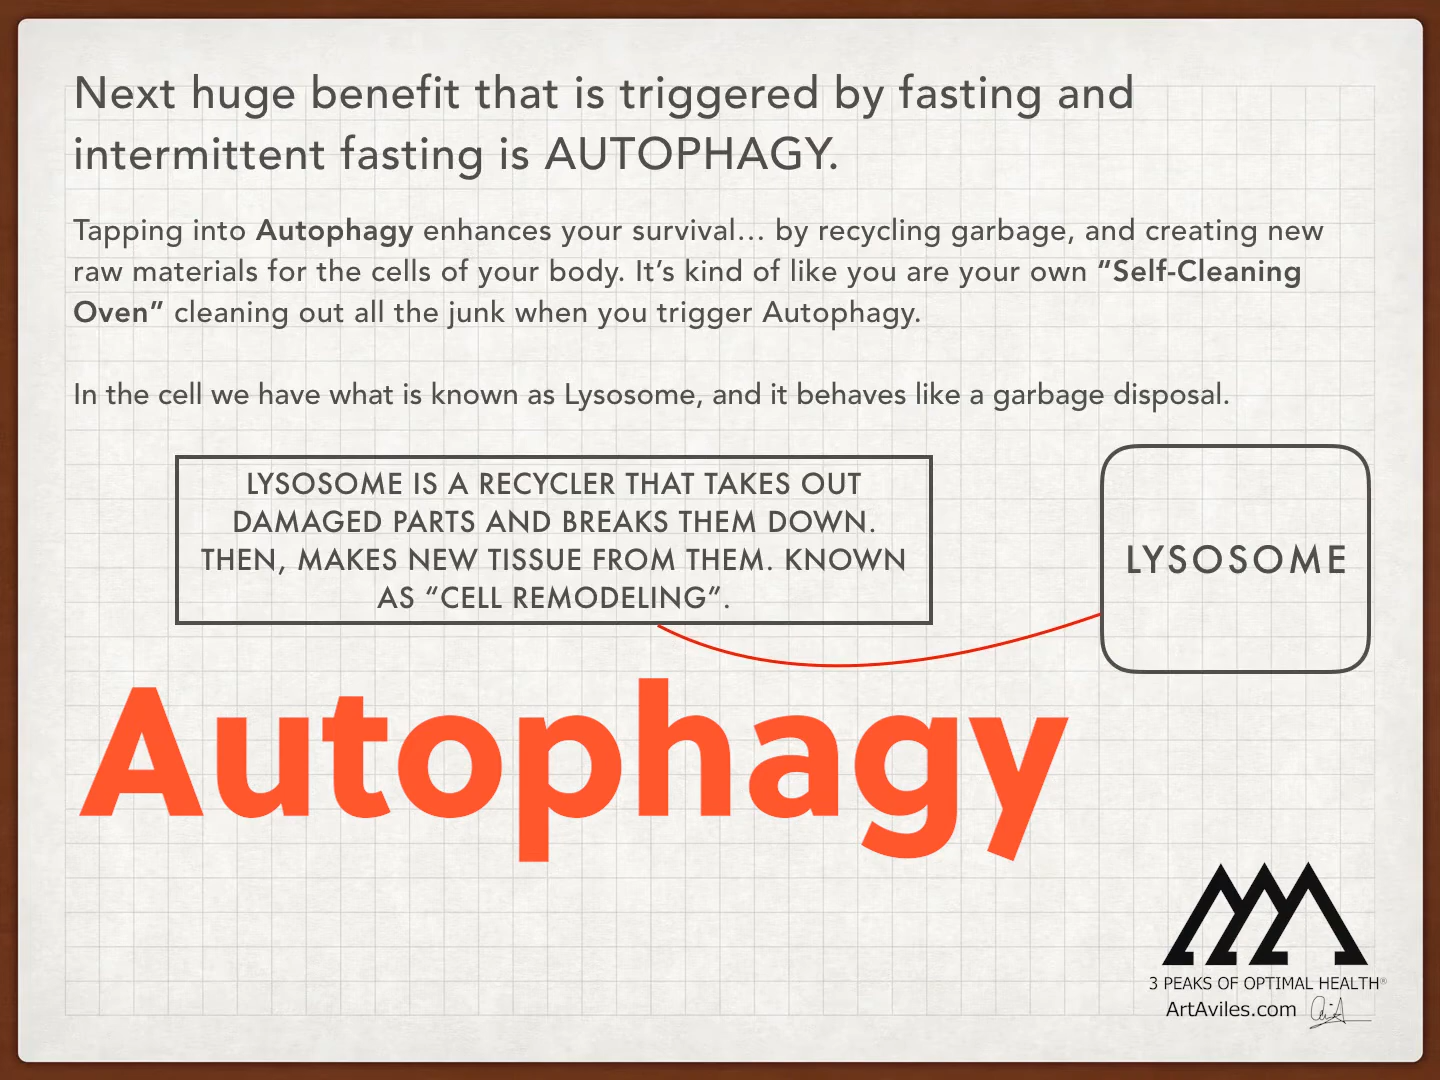 Next huge benefit that is triggered by fasting and
intermittent fasting is AUTOPHAGY.
Tapping into Autophagy enhances your survival… by recycling garbage, and creating new
raw materials for the cells of your body. It’s kind of like you are your own “Self-Cleaning
Oven” cleaning out all the junk when you trigger Autophagy.
In the cell we have what is known as Lysosome, and it behaves like a garbage disposal.
LYSOSOME IS A RECYCLER THAT TAKES OUT
DAMAGED PARTS AND BREAKS THEM DOWN.
THEN, MAKES NEW TISSUE FROM THEM. KNOWN
AS “CELL REMODELING”.
LYSOSOME
Autophagy
3 PEAKS OF OPTIMAL HEALTH®
ArtAviles.com